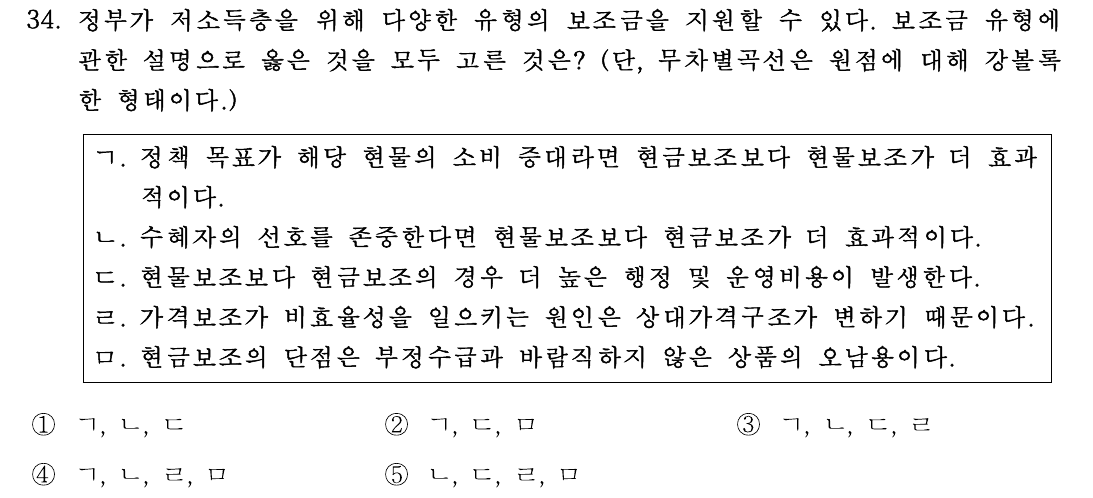 34. 정부가 저소득층을 위해 다양한 유형의 보조금을 지원할 수 있다. 보조금 유형에
관한 설명으로 옳은 것을 모두 고른 것은? (단, 무차별곡선은 원점에 대해 강볼록
한 형태이다.)
ㄱ. 정책 목표가 해당 현물의 소비 증대라면 현금보조보다 현물보조가 더 효과
적이다.
ㄴ. 수혜자의 선호를 존중한다면 현물보조보다 현금보조가 더 효과적이다.
ㄷ. 현물보조보다 현금보조의 경우 더 높은 행정 및 운영비용이 발생한다.
ㄹ. 가격보조가 비효율성을 일으키는 원인은 상대가격구조가 변하기 때문이다.
ㅁ. 현금보조의 단점은 부정수급과 바람직하지 않은 상품의 오남용이다.
① ㄱ, ㄴ, ㄷ ② ㄱ, ㄷ, ㅁ ③ ㄱ, ㄴ, ㄷ, ㄹ
④ ㄱ, ㄴ, ㄹ, ㅁ ⑤ ㄴ, ㄷ, ㄹ, ㅁ